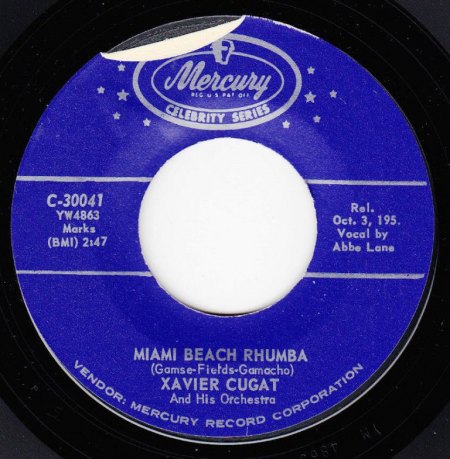 Mercury
REG. U.S. PAT. OFF.
CELEBRITY SERIES
C-30041
YW4863
Marks
(BMI) 2:47
Rel.
Oct. 3, 195.
Vocal by
Abbe Lane
MIAMI BEACH RHUMBA
(Gamse-Fields-Gamacho)
XAVIER CUGAT
And His Orchestra
VENDOR: MERCURY RECORD CORPORATION